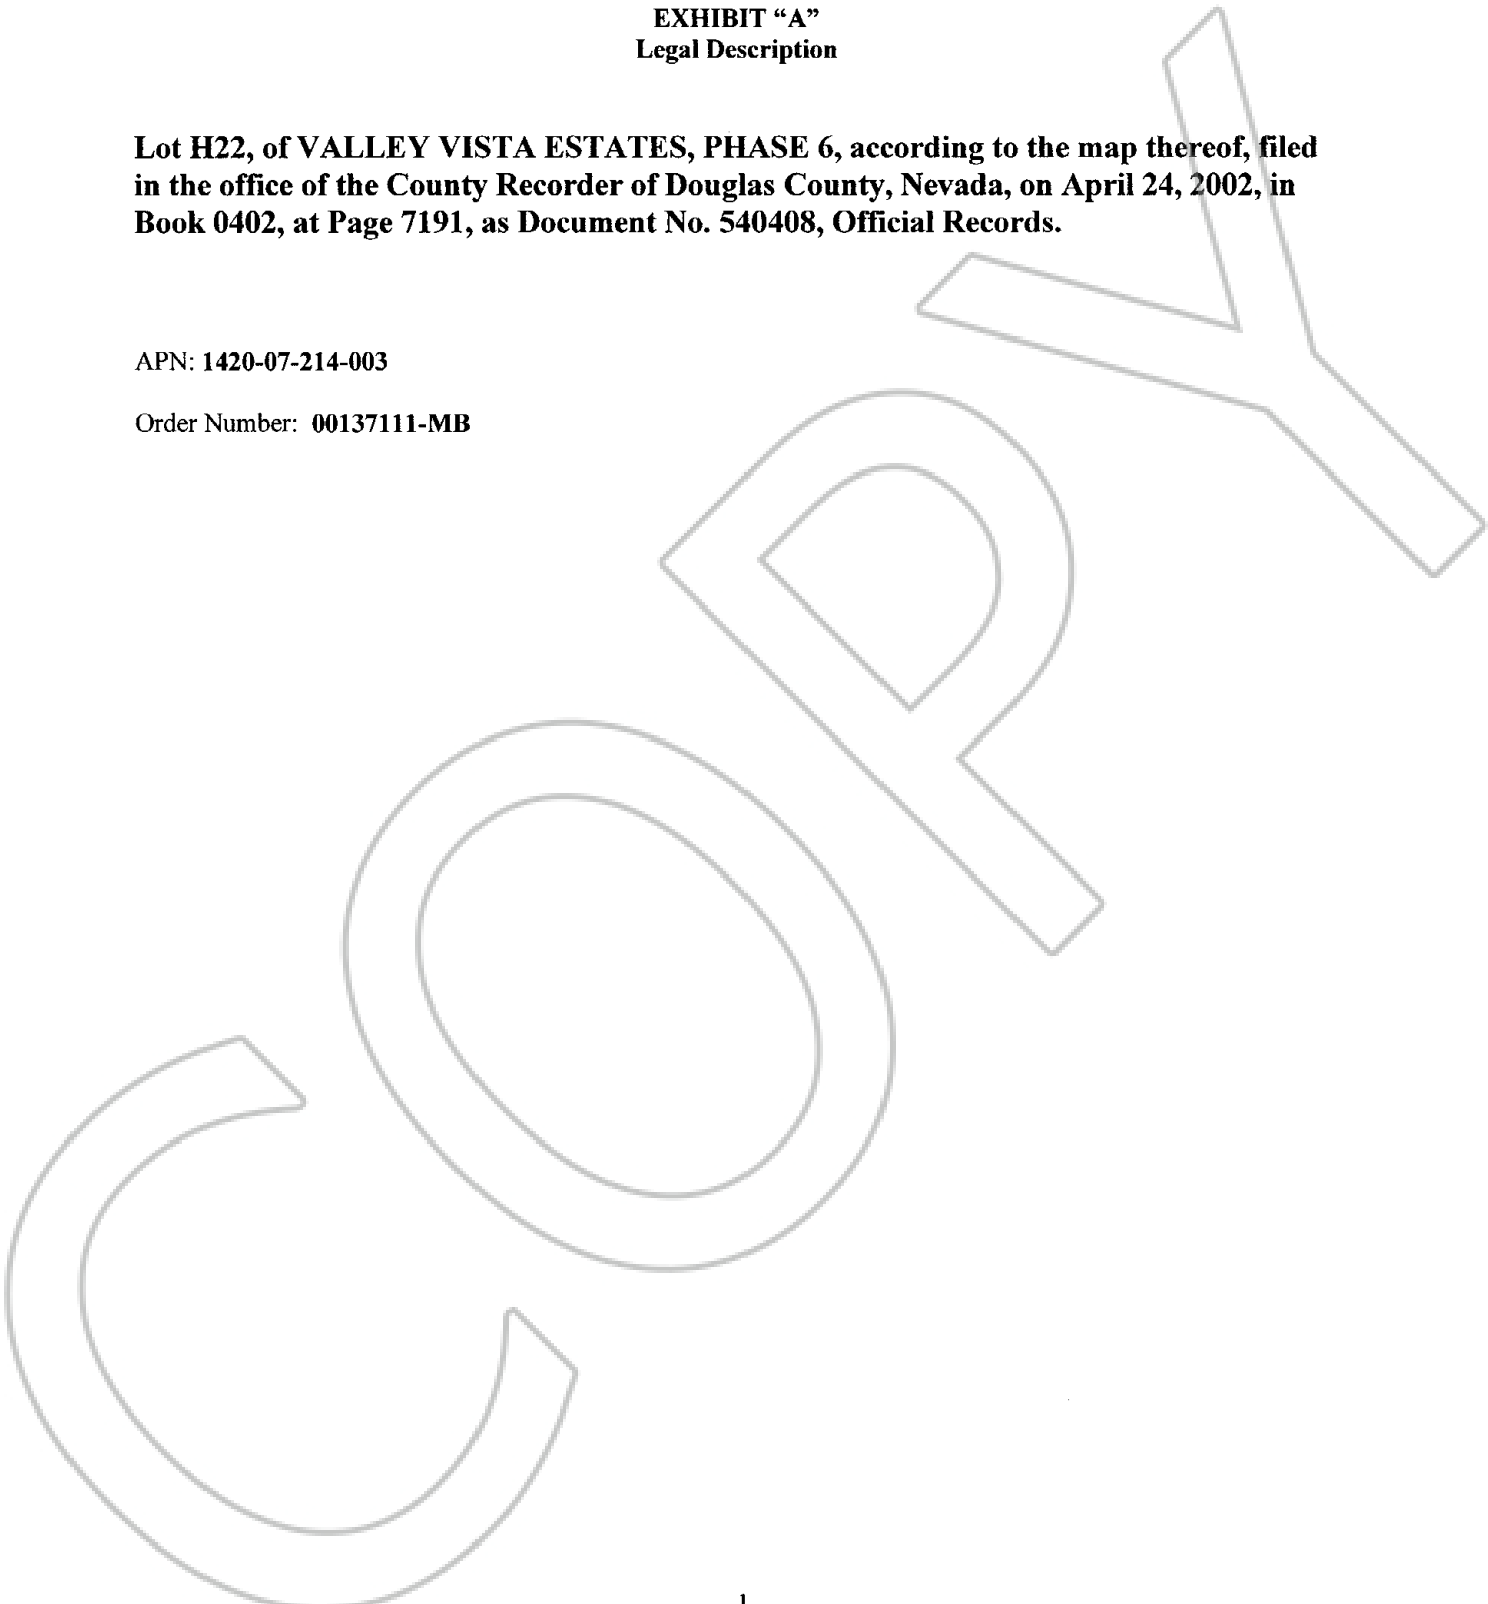 EXHIBIT “A”
Legal Description
Lot H22, of VALLEY VISTA ESTATES, PHASE 6, according to the map thereof, filed
in the office of the County Recorder of Douglas County, Nevada, on April 24, 2002, in
Book 0402, at Page 7191, as Document No. 540408, Official Records.
APN: 1420-07-214-003
Order Number: 00137111-MB
COPY
1